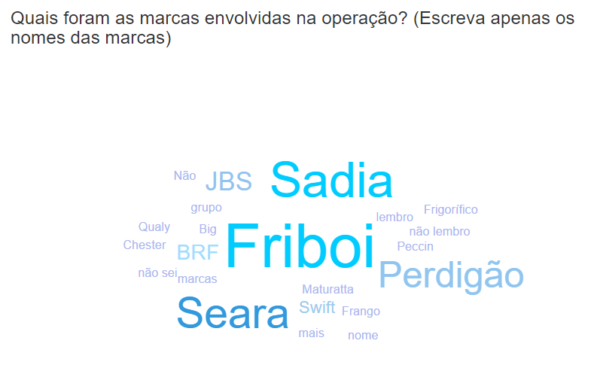 Quais foram as marcas envolvidas na operação? (Escreva apenas os
nomes das marcas)
Não JBS Sadia
grupo
lembro Frigorífico
Qualy Big Friboi não lembro
Chester BRF Peccin
não sei marcas Perdigão
Maturatta
Seara Swift Frango
mais nome